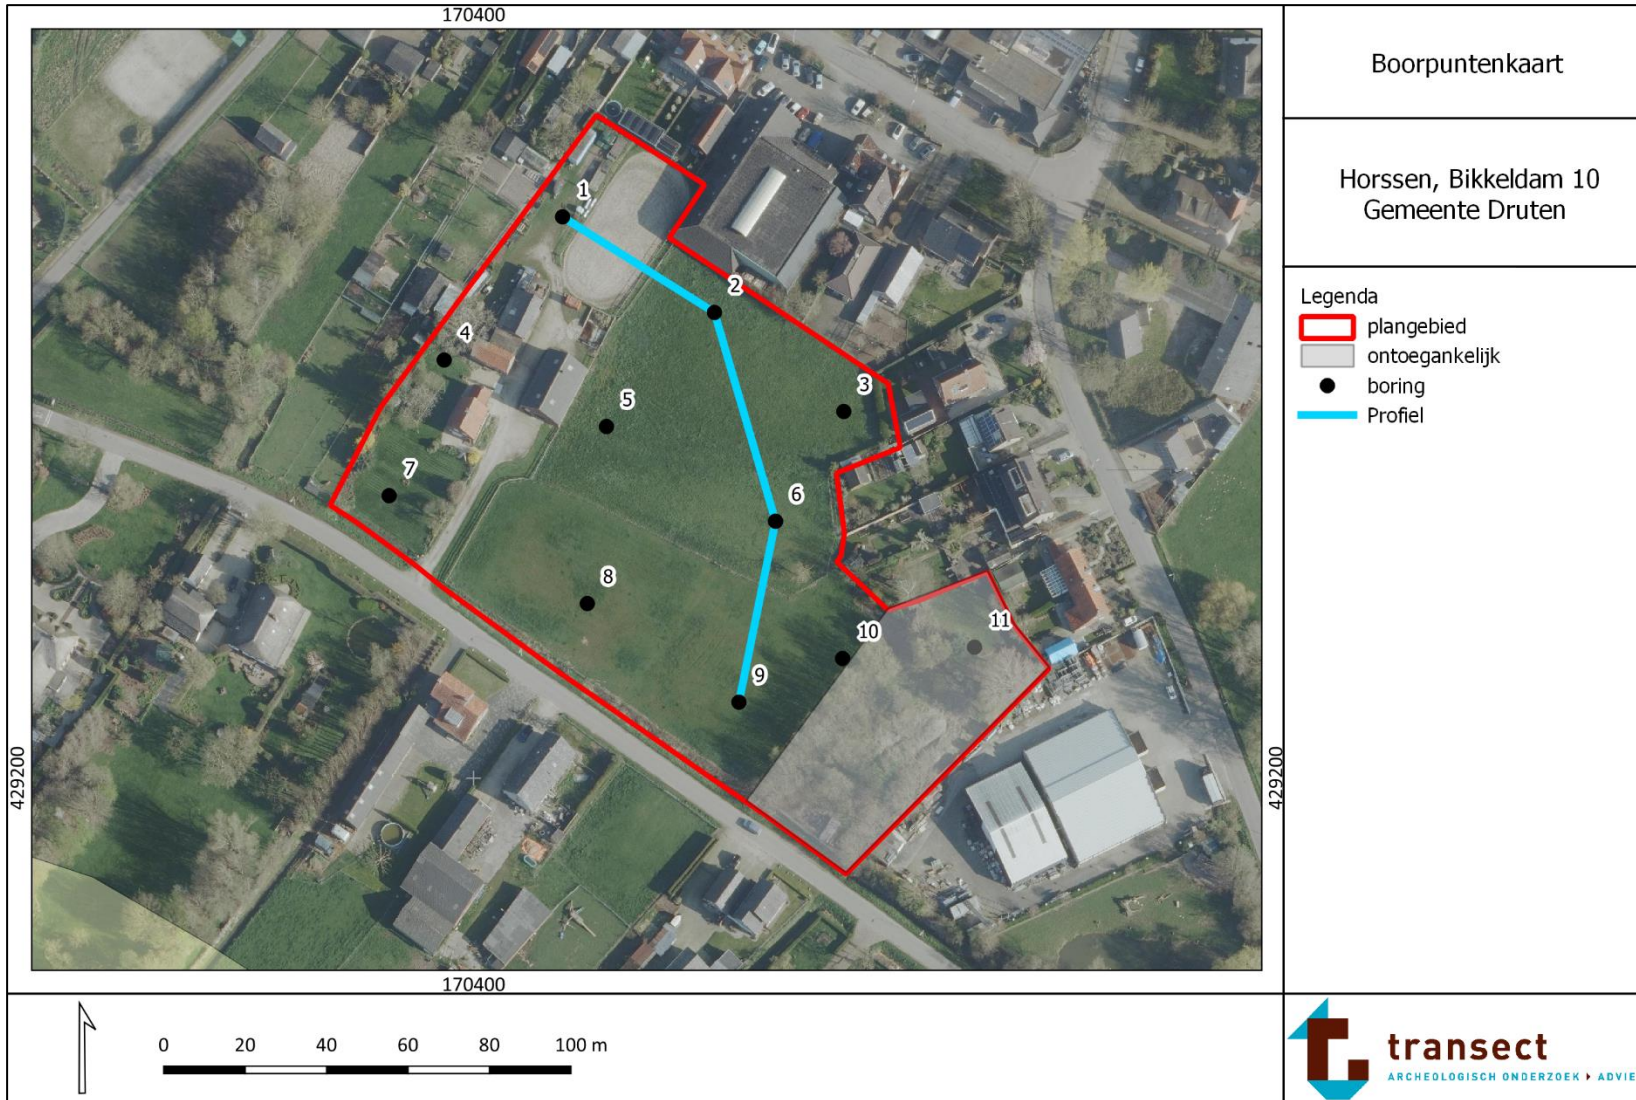 170400
Boorpuntenkaart
Horssen, Bikkeldam 10
Gemeente Druten
Legenda
plangebied
ontoegankelijk
boring
Profiel
1
2
3
4
5
6
7
8
9
10
11
429200
429200
170400
0 20 40 60 80 100 m
transect
ARCHEOLOGISCH ONDERZOEK ADVIE